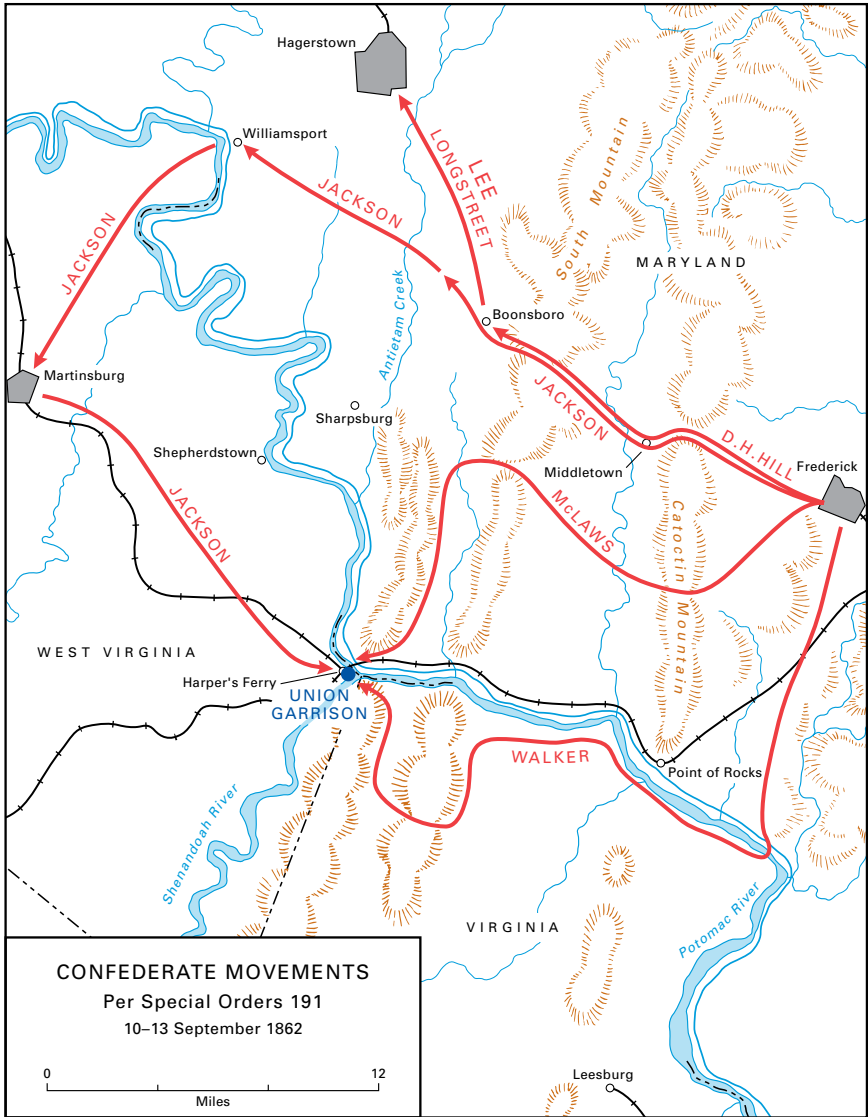 Hagerstown
Williamsport
LEE
LONGSTREET
JACKSON
South Mountain
JACKSON
MARYLAND
Antietam Creek
Boonsboro
Martinsburg
Sharpsburg
JACKSON
D.H.HILL
Shepherdstown
Middletown
Frederick
JACKSON
McLAWS
Catoctin Mountain
WEST VIRGINIA
Harper's Ferry
UNION
GARRISON
WALKER
Point of Rocks
Shenandoah River
VIRGINIA
Potomac River
CONFEDERATE MOVEMENTS
Per Special Orders 191
10–13 September 1862
0 12
Miles
Leesburg